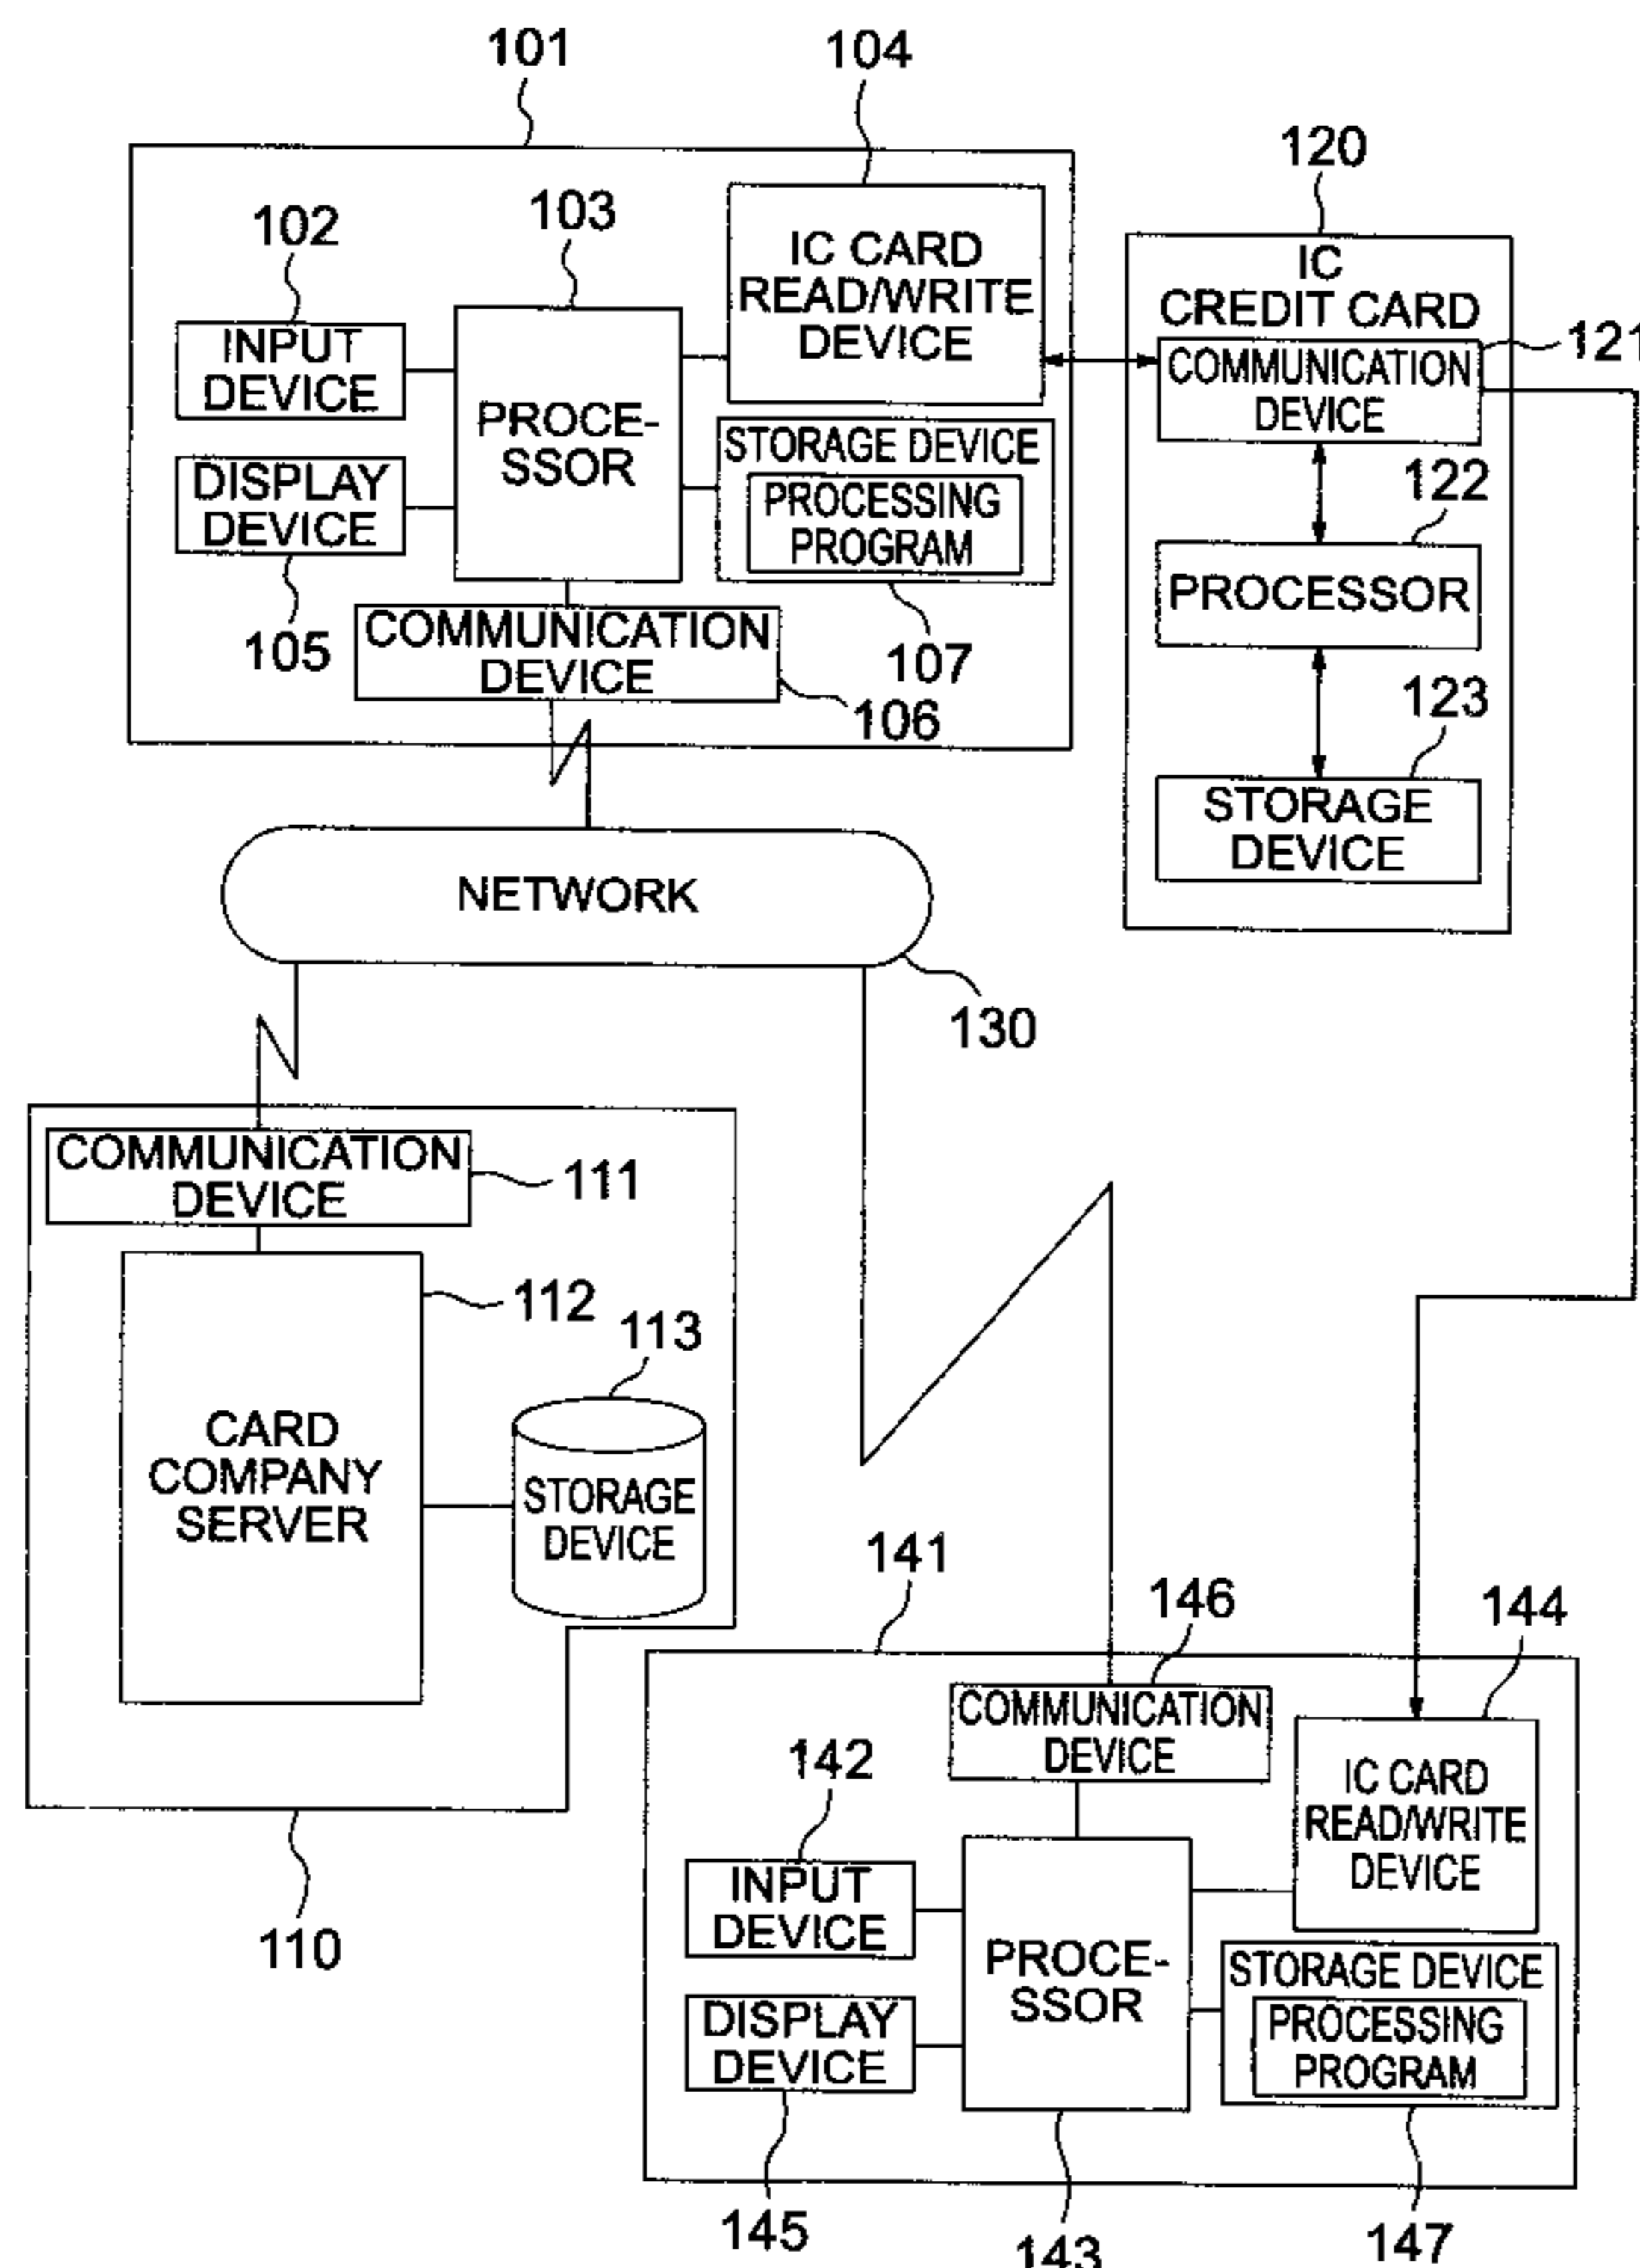 101
104
120
102
103
IC CARD
READ/WRITE
DEVICE
IC
CREDIT CARD
INPUT
DEVICE
PROCE-
SSOR
COMMUNICATION
DEVICE
121
STORAGE DEVICE
PROCESSING
PROGRAM
DISPLAY
DEVICE
122
PROCESSOR
105
COMMUNICATION
DEVICE
107
106
123
STORAGE
DEVICE
NETWORK
130
COMMUNICATION
DEVICE
111
112
113
CARD
COMPANY
SERVER
STORAGE
DEVICE
110
141
146
144
COMMUNICATION
DEVICE
142
IC CARD
READ/WRITE
DEVICE
INPUT
DEVICE
PROCE-
SSOR
STORAGE DEVICE
PROCESSING
PROGRAM
DISPLAY
DEVICE
145
143
147